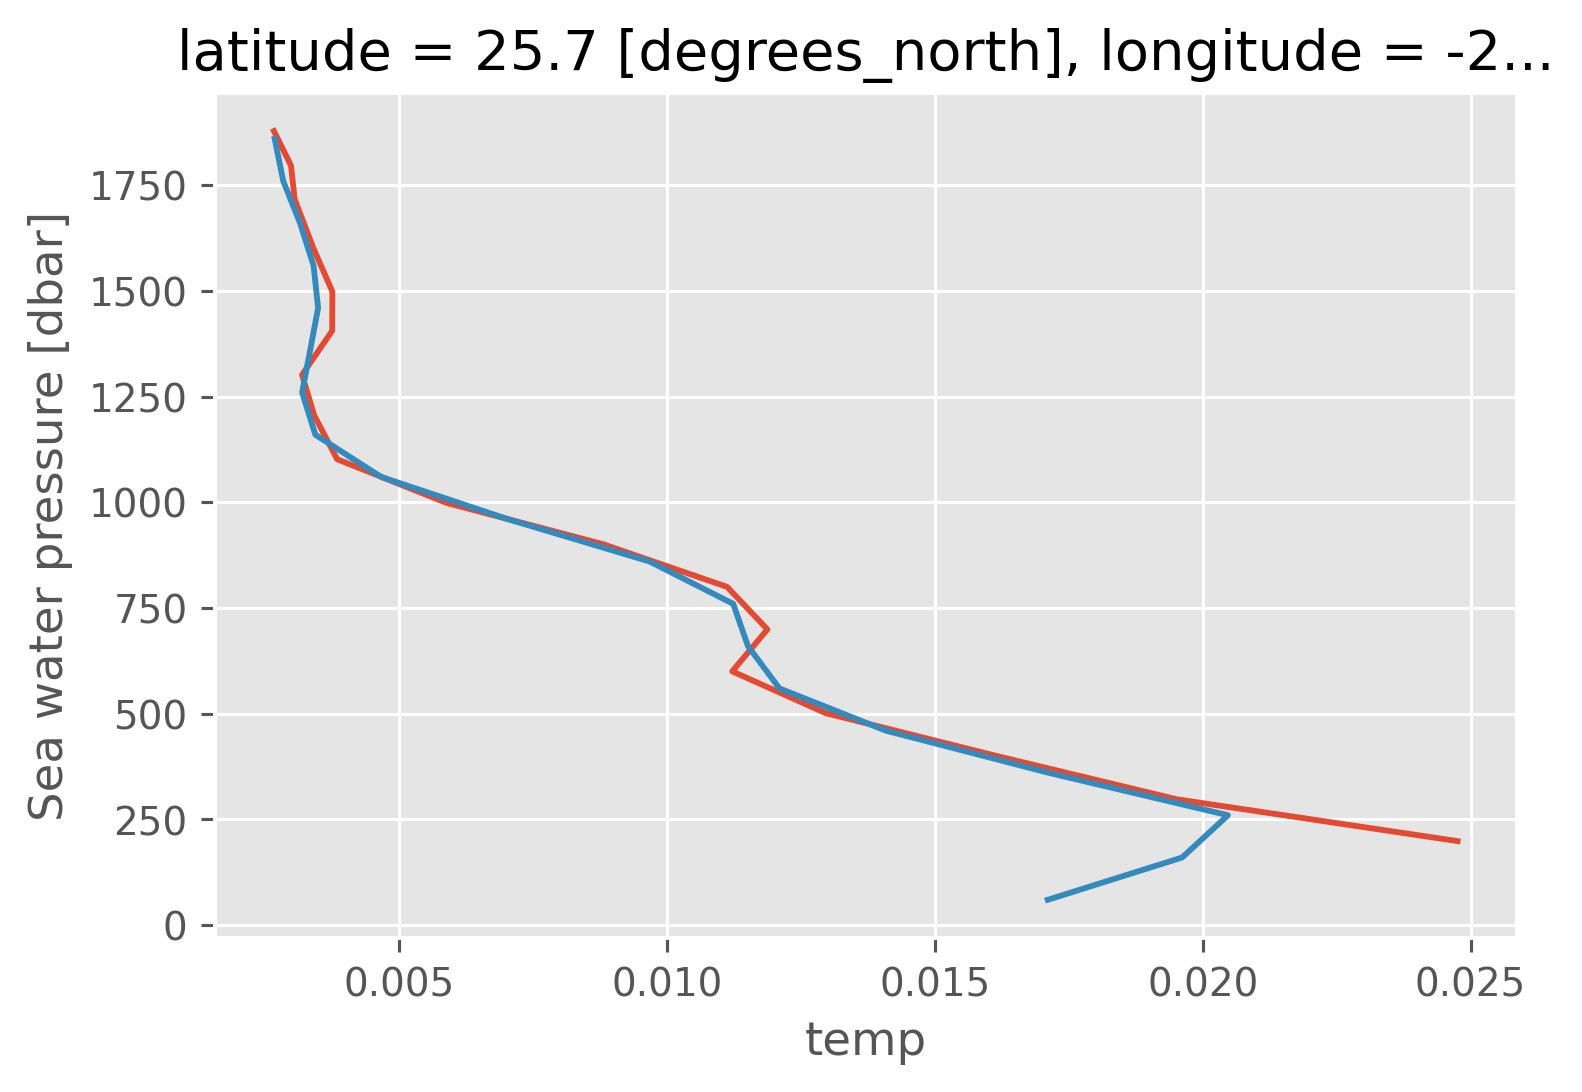 latitude = 25.7 [degrees_north], longitude = -2...
Sea water pressure [dbar]
1750
1500
1250
1000
750
500
250
0
0.005 0.010 0.015 0.020 0.025
temp